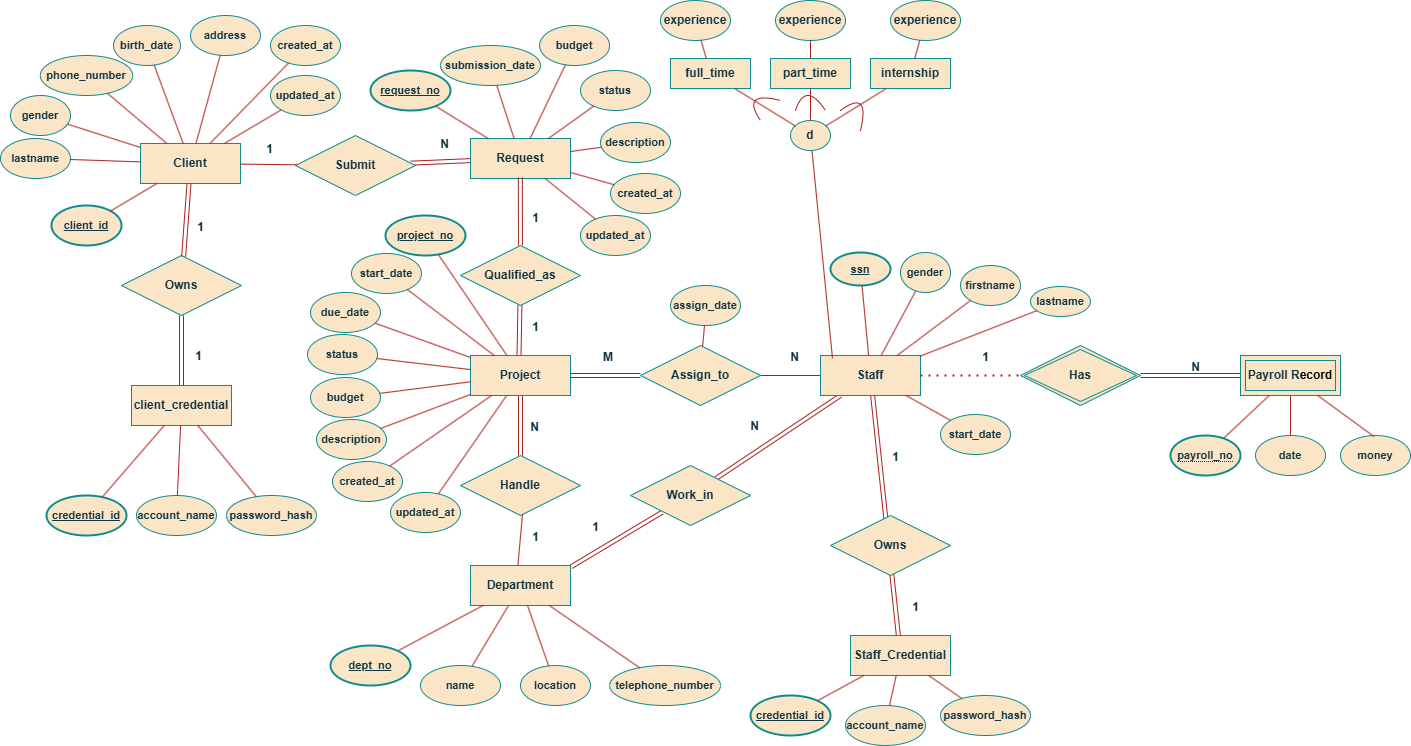 experience
experience
experience
full_time
part_time
internship
d
birth_date
address
created_at
phone_number
updated_at
gender
lastname
Client
client_id
1
Submit
N
submission_date
budget
request_no
status
Request
description
created_at
updated_at
1
Owns
1
client_credential
credential_id
account_name
password_hash
1
Qualified_as
1
project_no
start_date
due_date
status
budget
description
created_at
updated_at
Project
M
assign_date
Assign_to
N
ssn
gender
firstname
lastname
Staff
start_date
1
Has
N
Payroll Record
payroll_no
date
money
N
Handle
1
N
Work_in
1
Department
dept_no
name
location
telephone_number
1
Owns
1
Staff_Credential
credential_id
account_name
password_hash